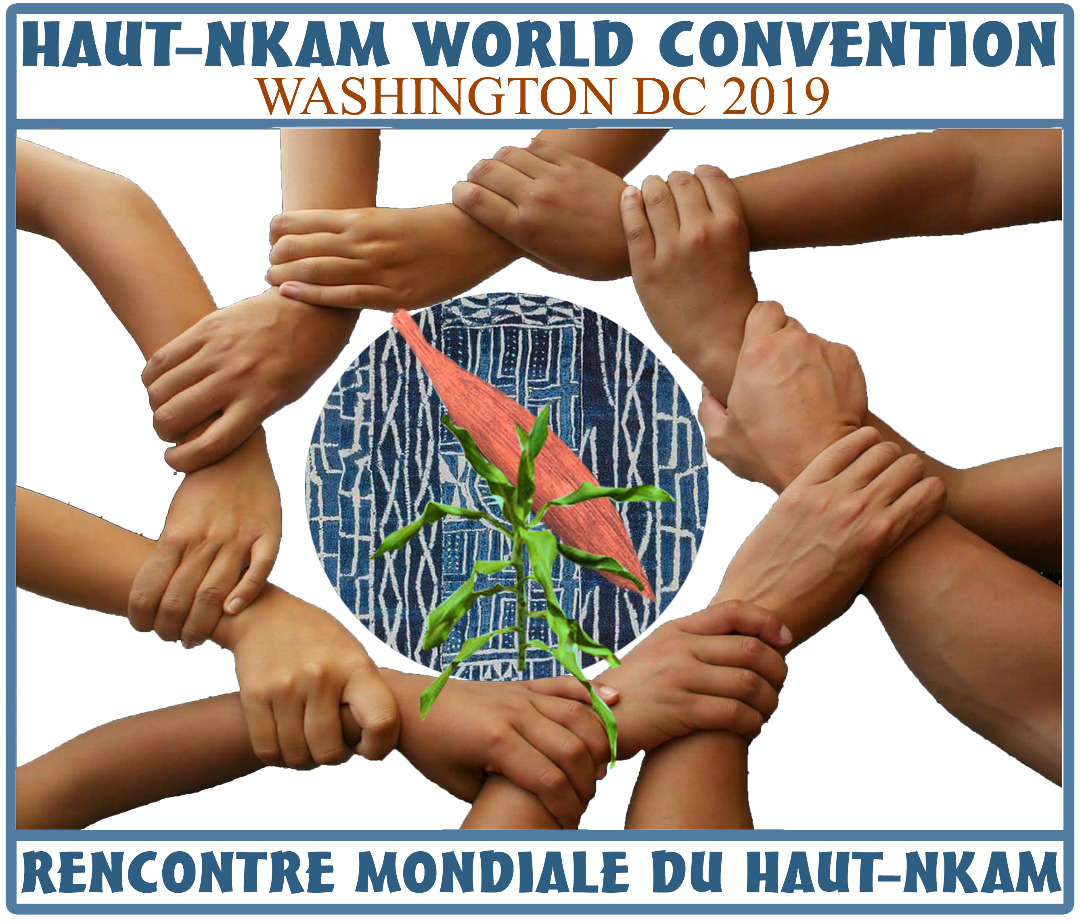 HAUT-NKAM WORLD CONVENTION
WASHINGTON DC 2019
RENCONTRE MONDIALE DU HAUT-NKAM